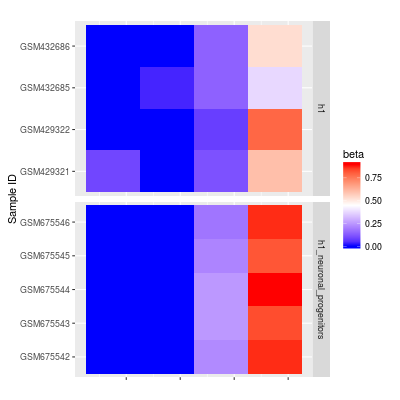 Sample ID
GSM432686
GSM432685
GSM429322
GSM429321
h1
GSM675546
GSM675545
GSM675544
GSM675543
GSM675542
h1_neuronal_progenitors
beta
0.75
0.50
0.25
0.00